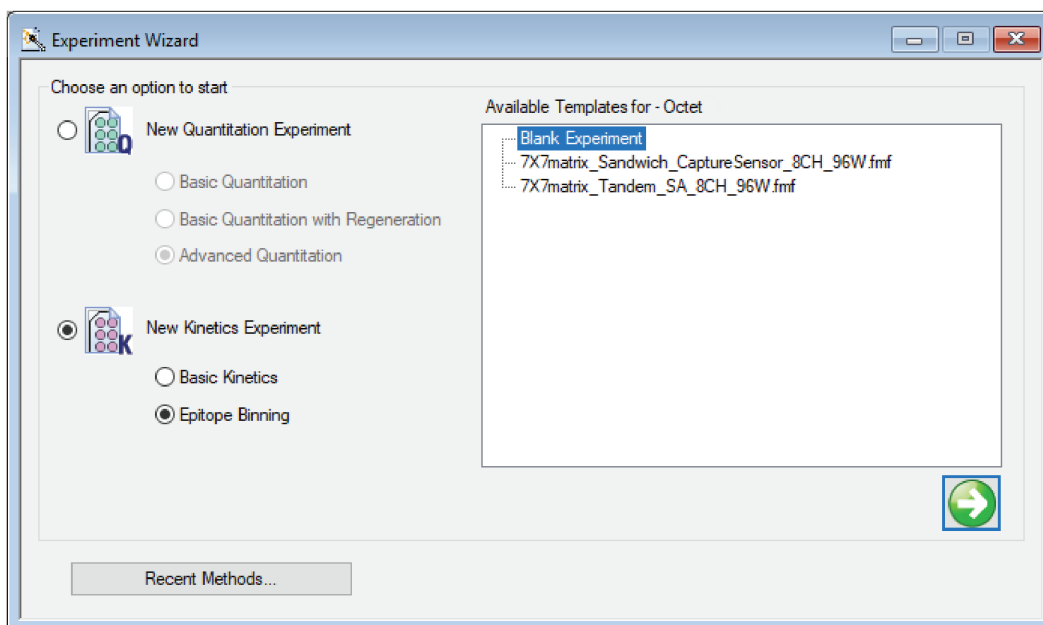 Experiment Wizard
Choose an option to start
Q
New Quantitation Experiment
Basic Quantitation
Basic Quantitation with Regeneration
Advanced Quantitation
K
New Kinetics Experiment
Basic Kinetics
Epitope Binning
Available Templates for - Octet
Blank Experiment
7X7matrix_Sandwich_CaptureSensor_8CH_96W.fmf
7X7matrix_Tandem_SA_8CH_96W.fmf
Recent Methods...